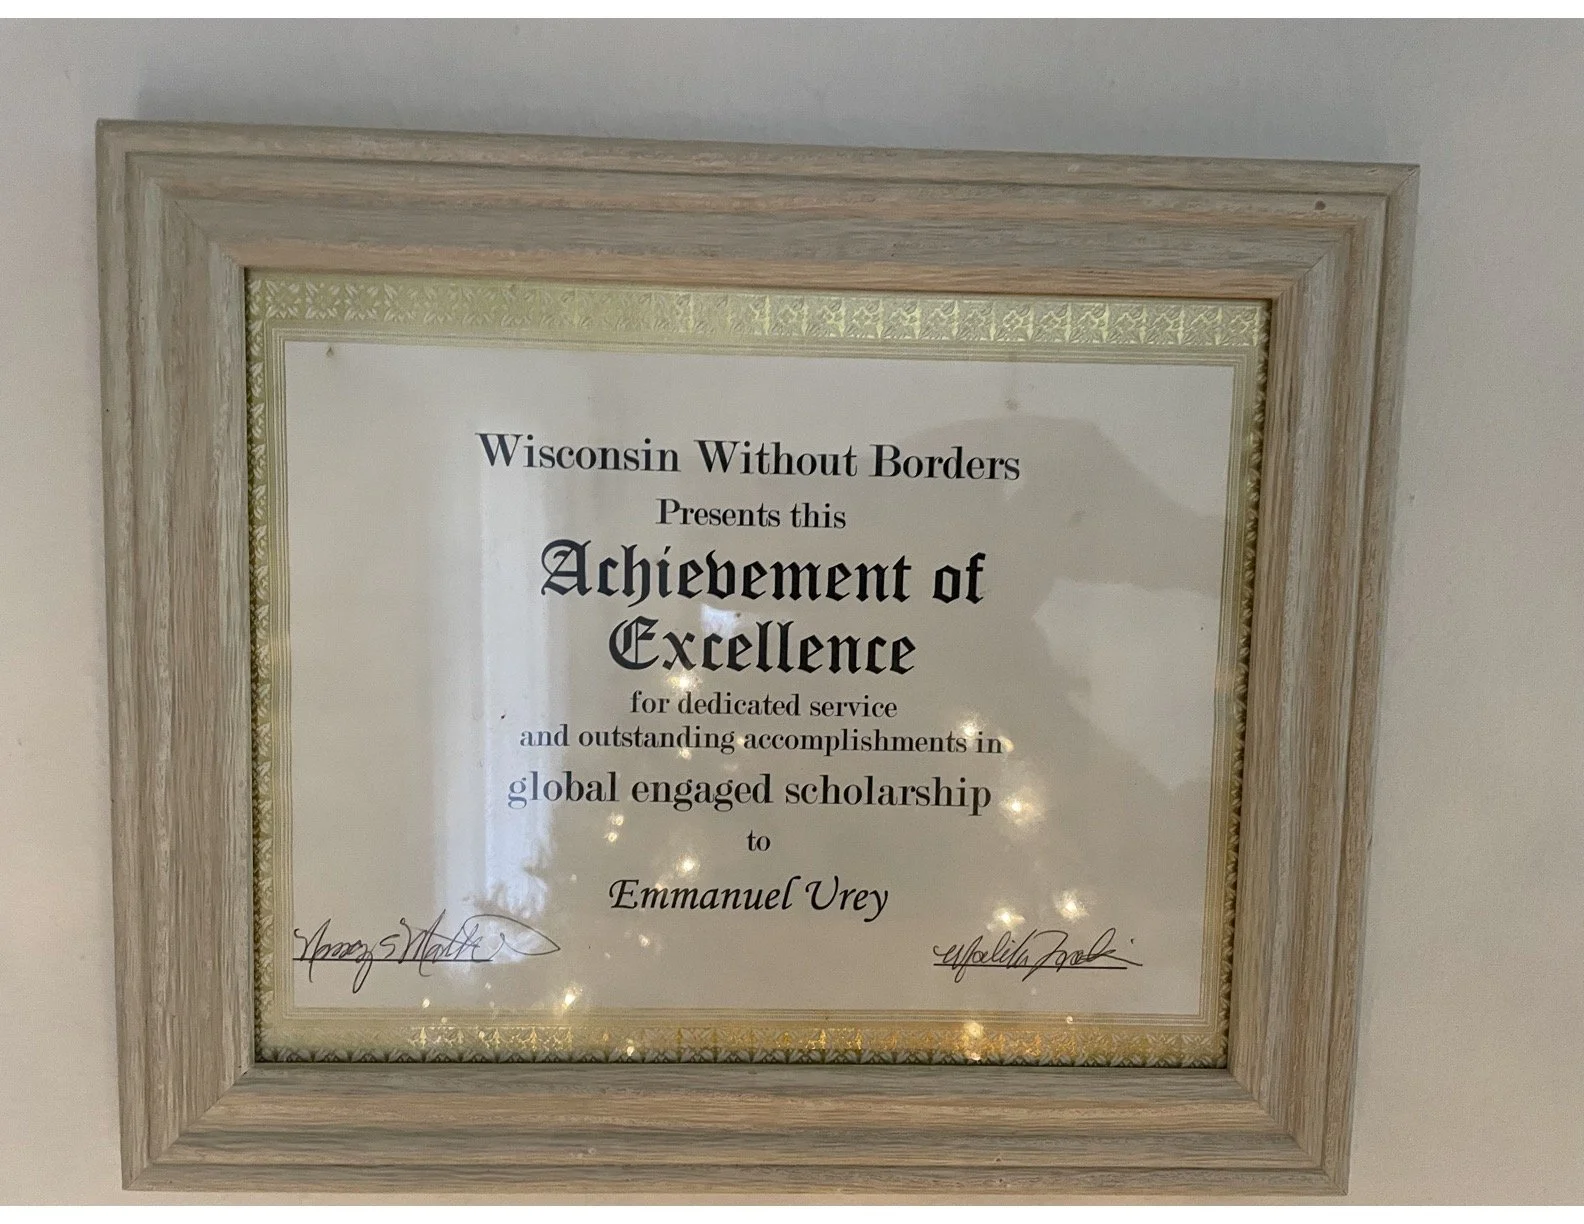 Wisconsin Without Borders
Presents this
Achievement of
Excellence
for dedicated service
and outstanding accomplishments in
global engaged scholarship
to
Emmanuel Urey